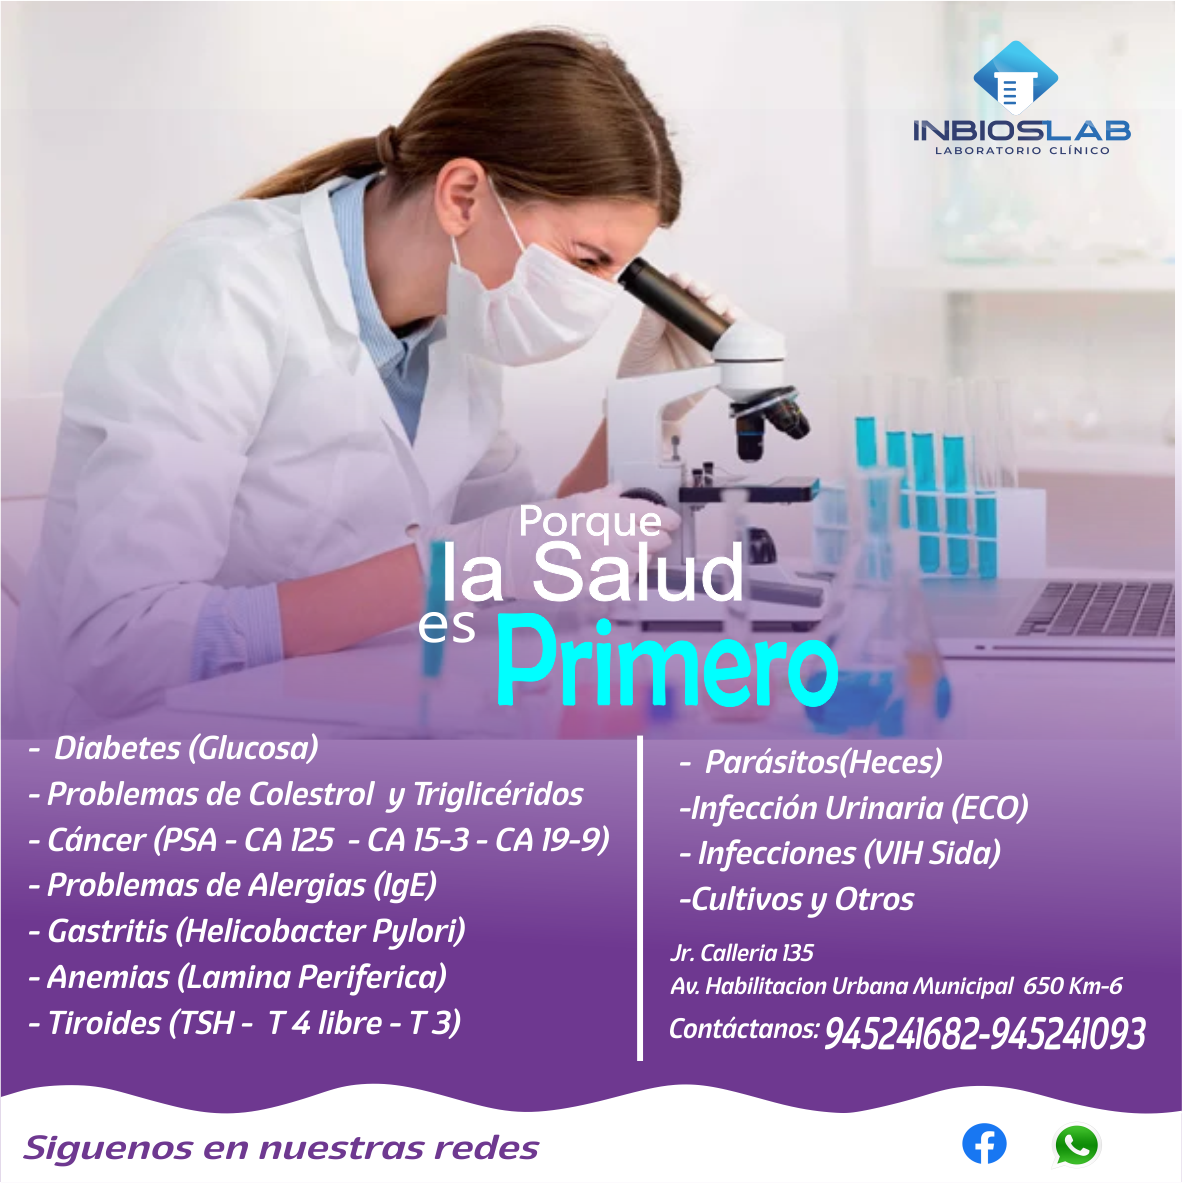 INBIOSLAB
LABORATORIO CLÍNICO
Porque
la Salud
es Primero
- Diabetes (Glucosa)
- Problemas de Colestrol y Triglicéridos
- Cáncer (PSA - CA 125 - CA 15-3 - CA 19-9)
- Problemas de Alergias (IgE)
- Gastritis (Helicobacter Pylori)
- Anemias (Lamina Periferica)
- Tiroides (TSH - T 4 libre - T 3)
- Parásitos(Heces)
-Infección Urinaria (ECO)
- Infecciones (VIH Sida)
-Cultivos y Otros
Jr. Calleria 135
Av. Habilitacion Urbana Municipal 650 Km-6
Contáctanos: 945241682-945241093
Siguenos en nuestras redes